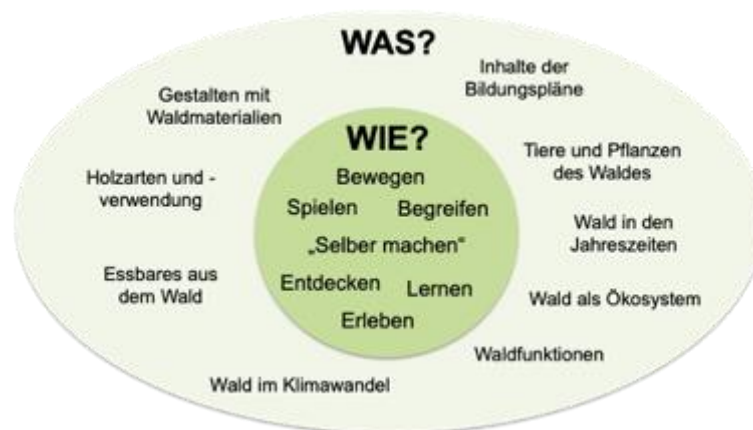 WAS?
Inhalte der
Bildungspläne
Gestalten mit
Waldmaterialien
WIE?
Bewegen
Spielen
Begreifen
„Selber machen“
Entdecken
Lernen
Erleben
Tiere und Pflanzen
des Waldes
Holzarten und -
verwendung
Wald in den
Jahreszeiten
Essbares aus
dem Wald
Wald als Ökosystem
Waldfunktionen
Wald im Klimawandel